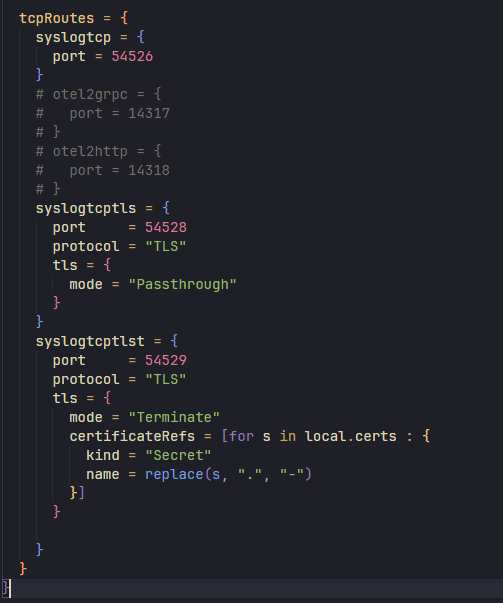 tcpRoutes = {
  syslogtcp = {
    port = 54526
  }
  # otel2grpc = {
  #   port = 14317
  # }
  # otel2http = {
  #   port = 14318
  # }
  syslogtcptls = {
    port     = 54528
    protocol = "TLS"
    tls = {
      mode = "Passthrough"
    }
  }
  syslogtcptlst = {
    port     = 54529
    protocol = "TLS"
    tls = {
      mode = "Terminate"
      certificateRefs = [for s in local.certs : {
        kind = "Secret"
        name = replace(s, ".", "-")
      }]
    }

  }
}
}